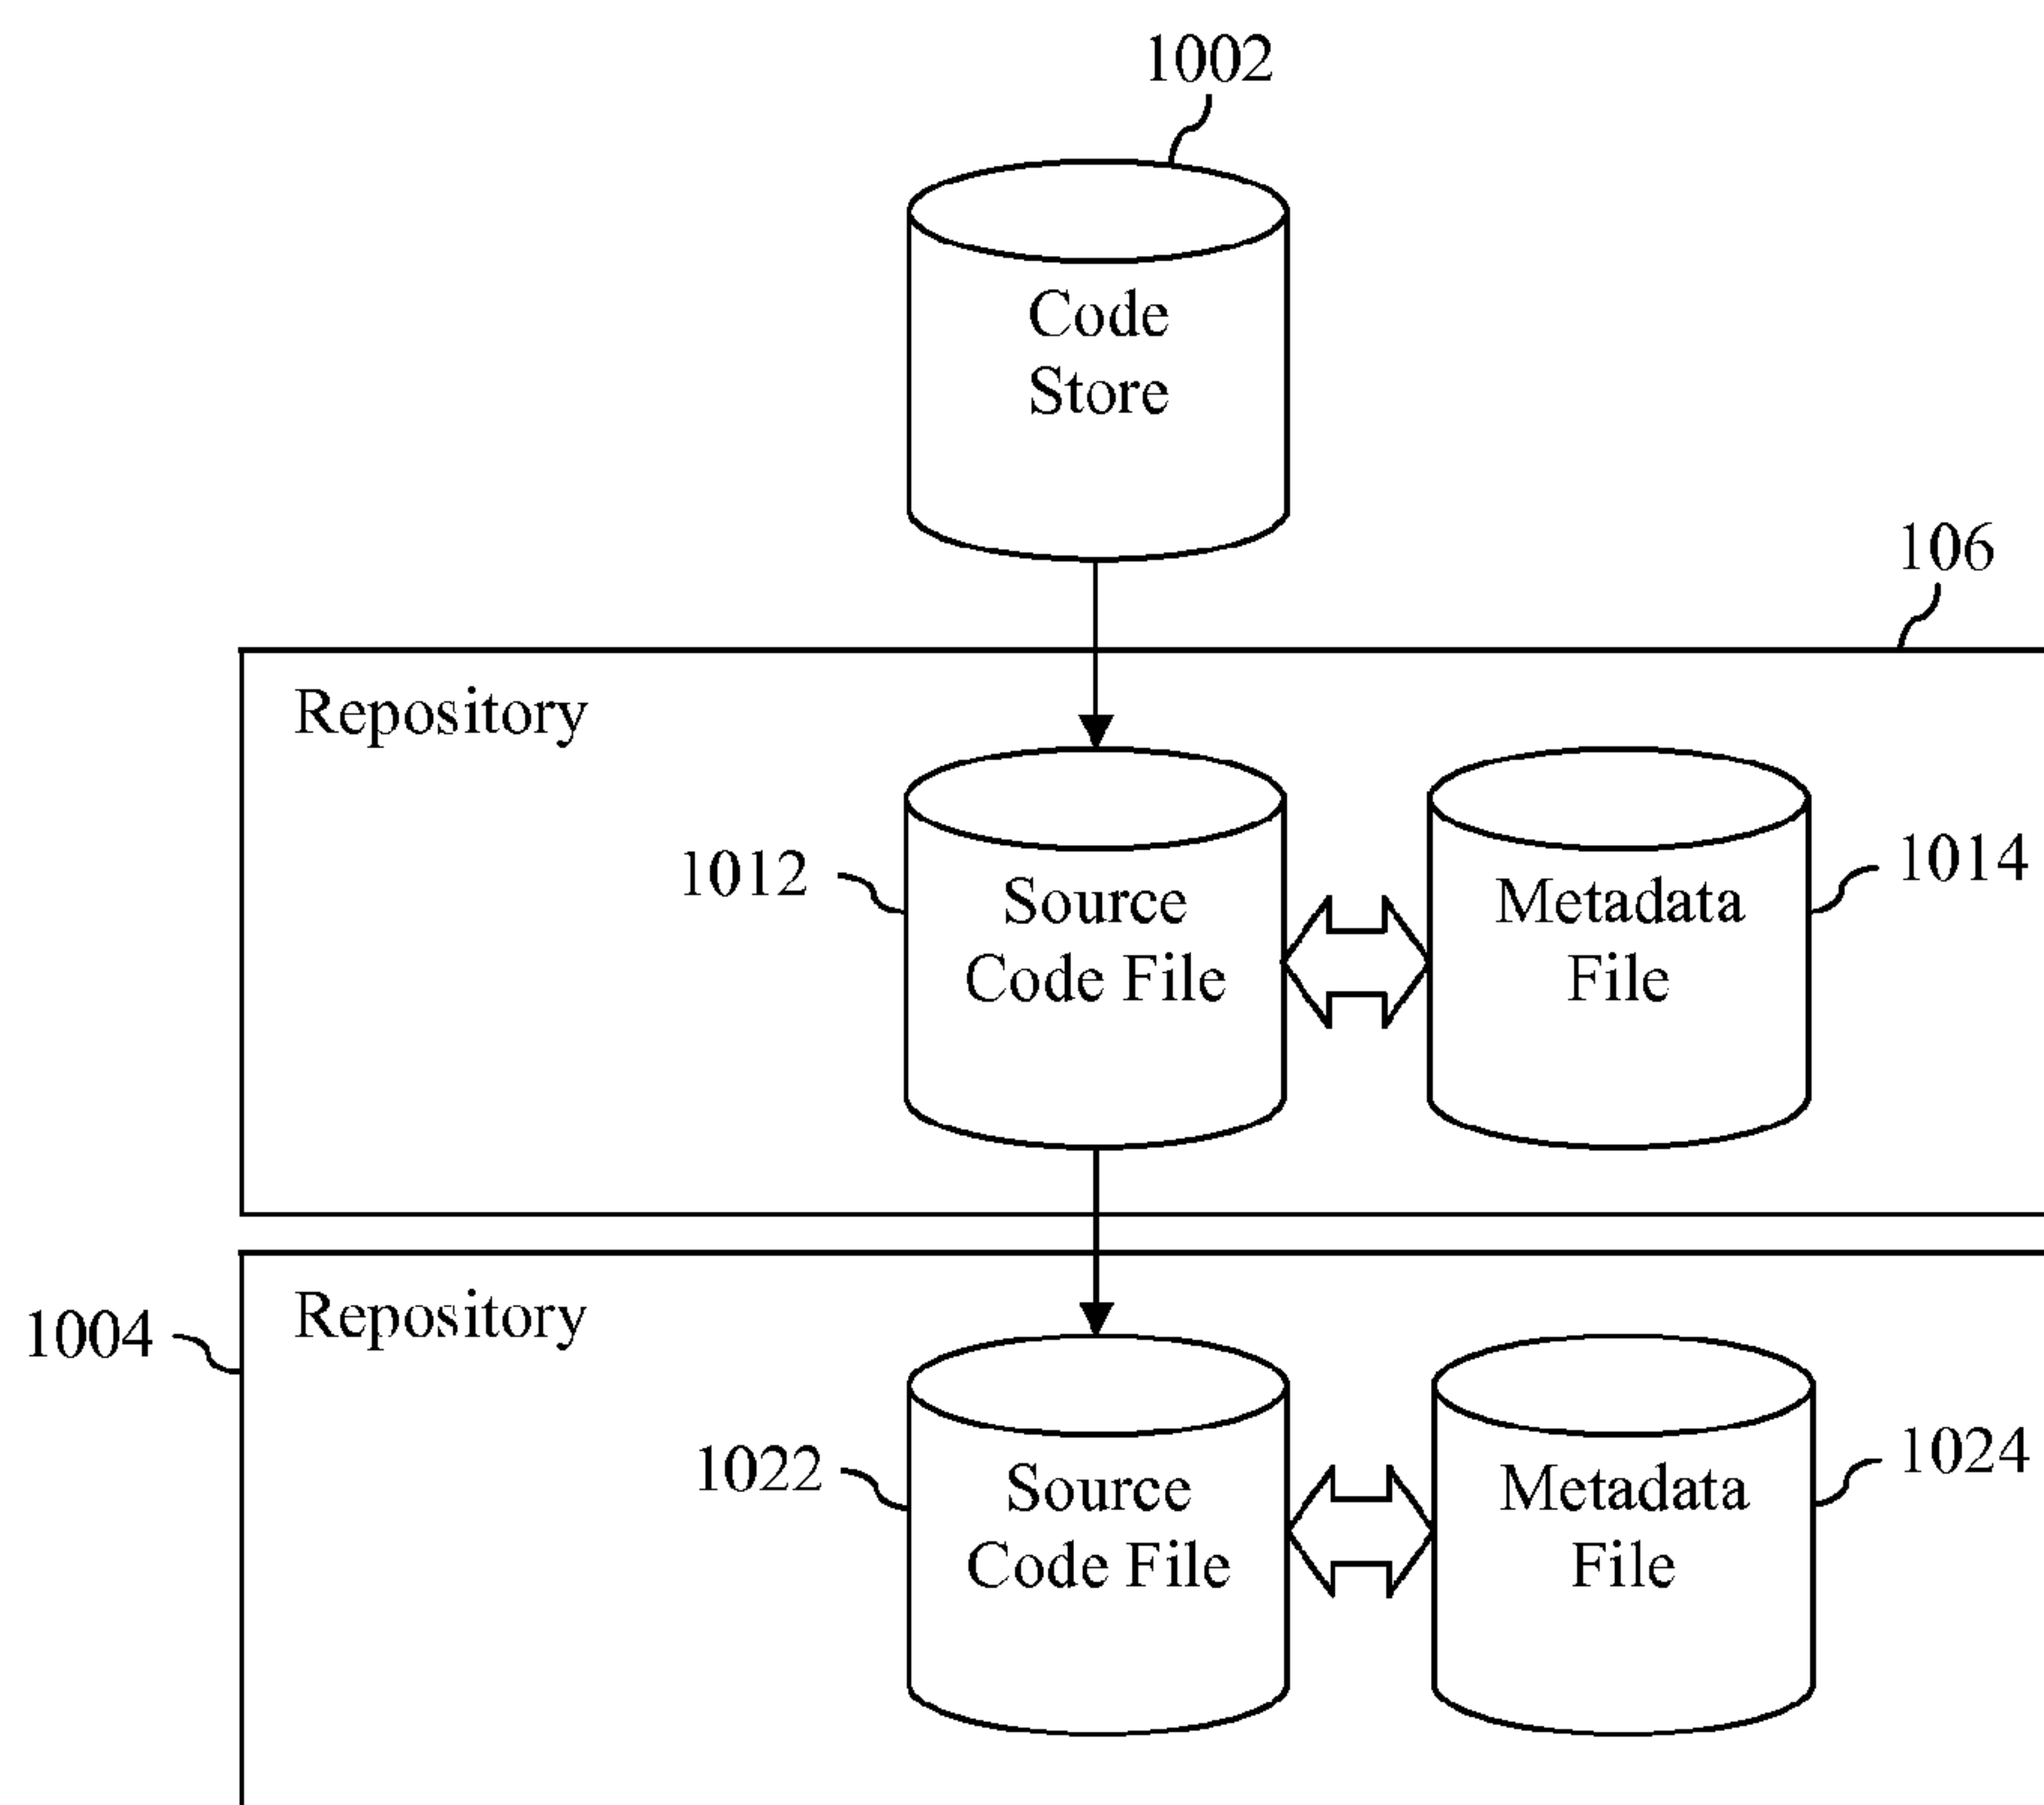 1002
Code
Store
106
Repository
1012
Source
Code File
Metadata
File
1014
1004
Repository
1022
Source
Code File
Metadata
File
1024